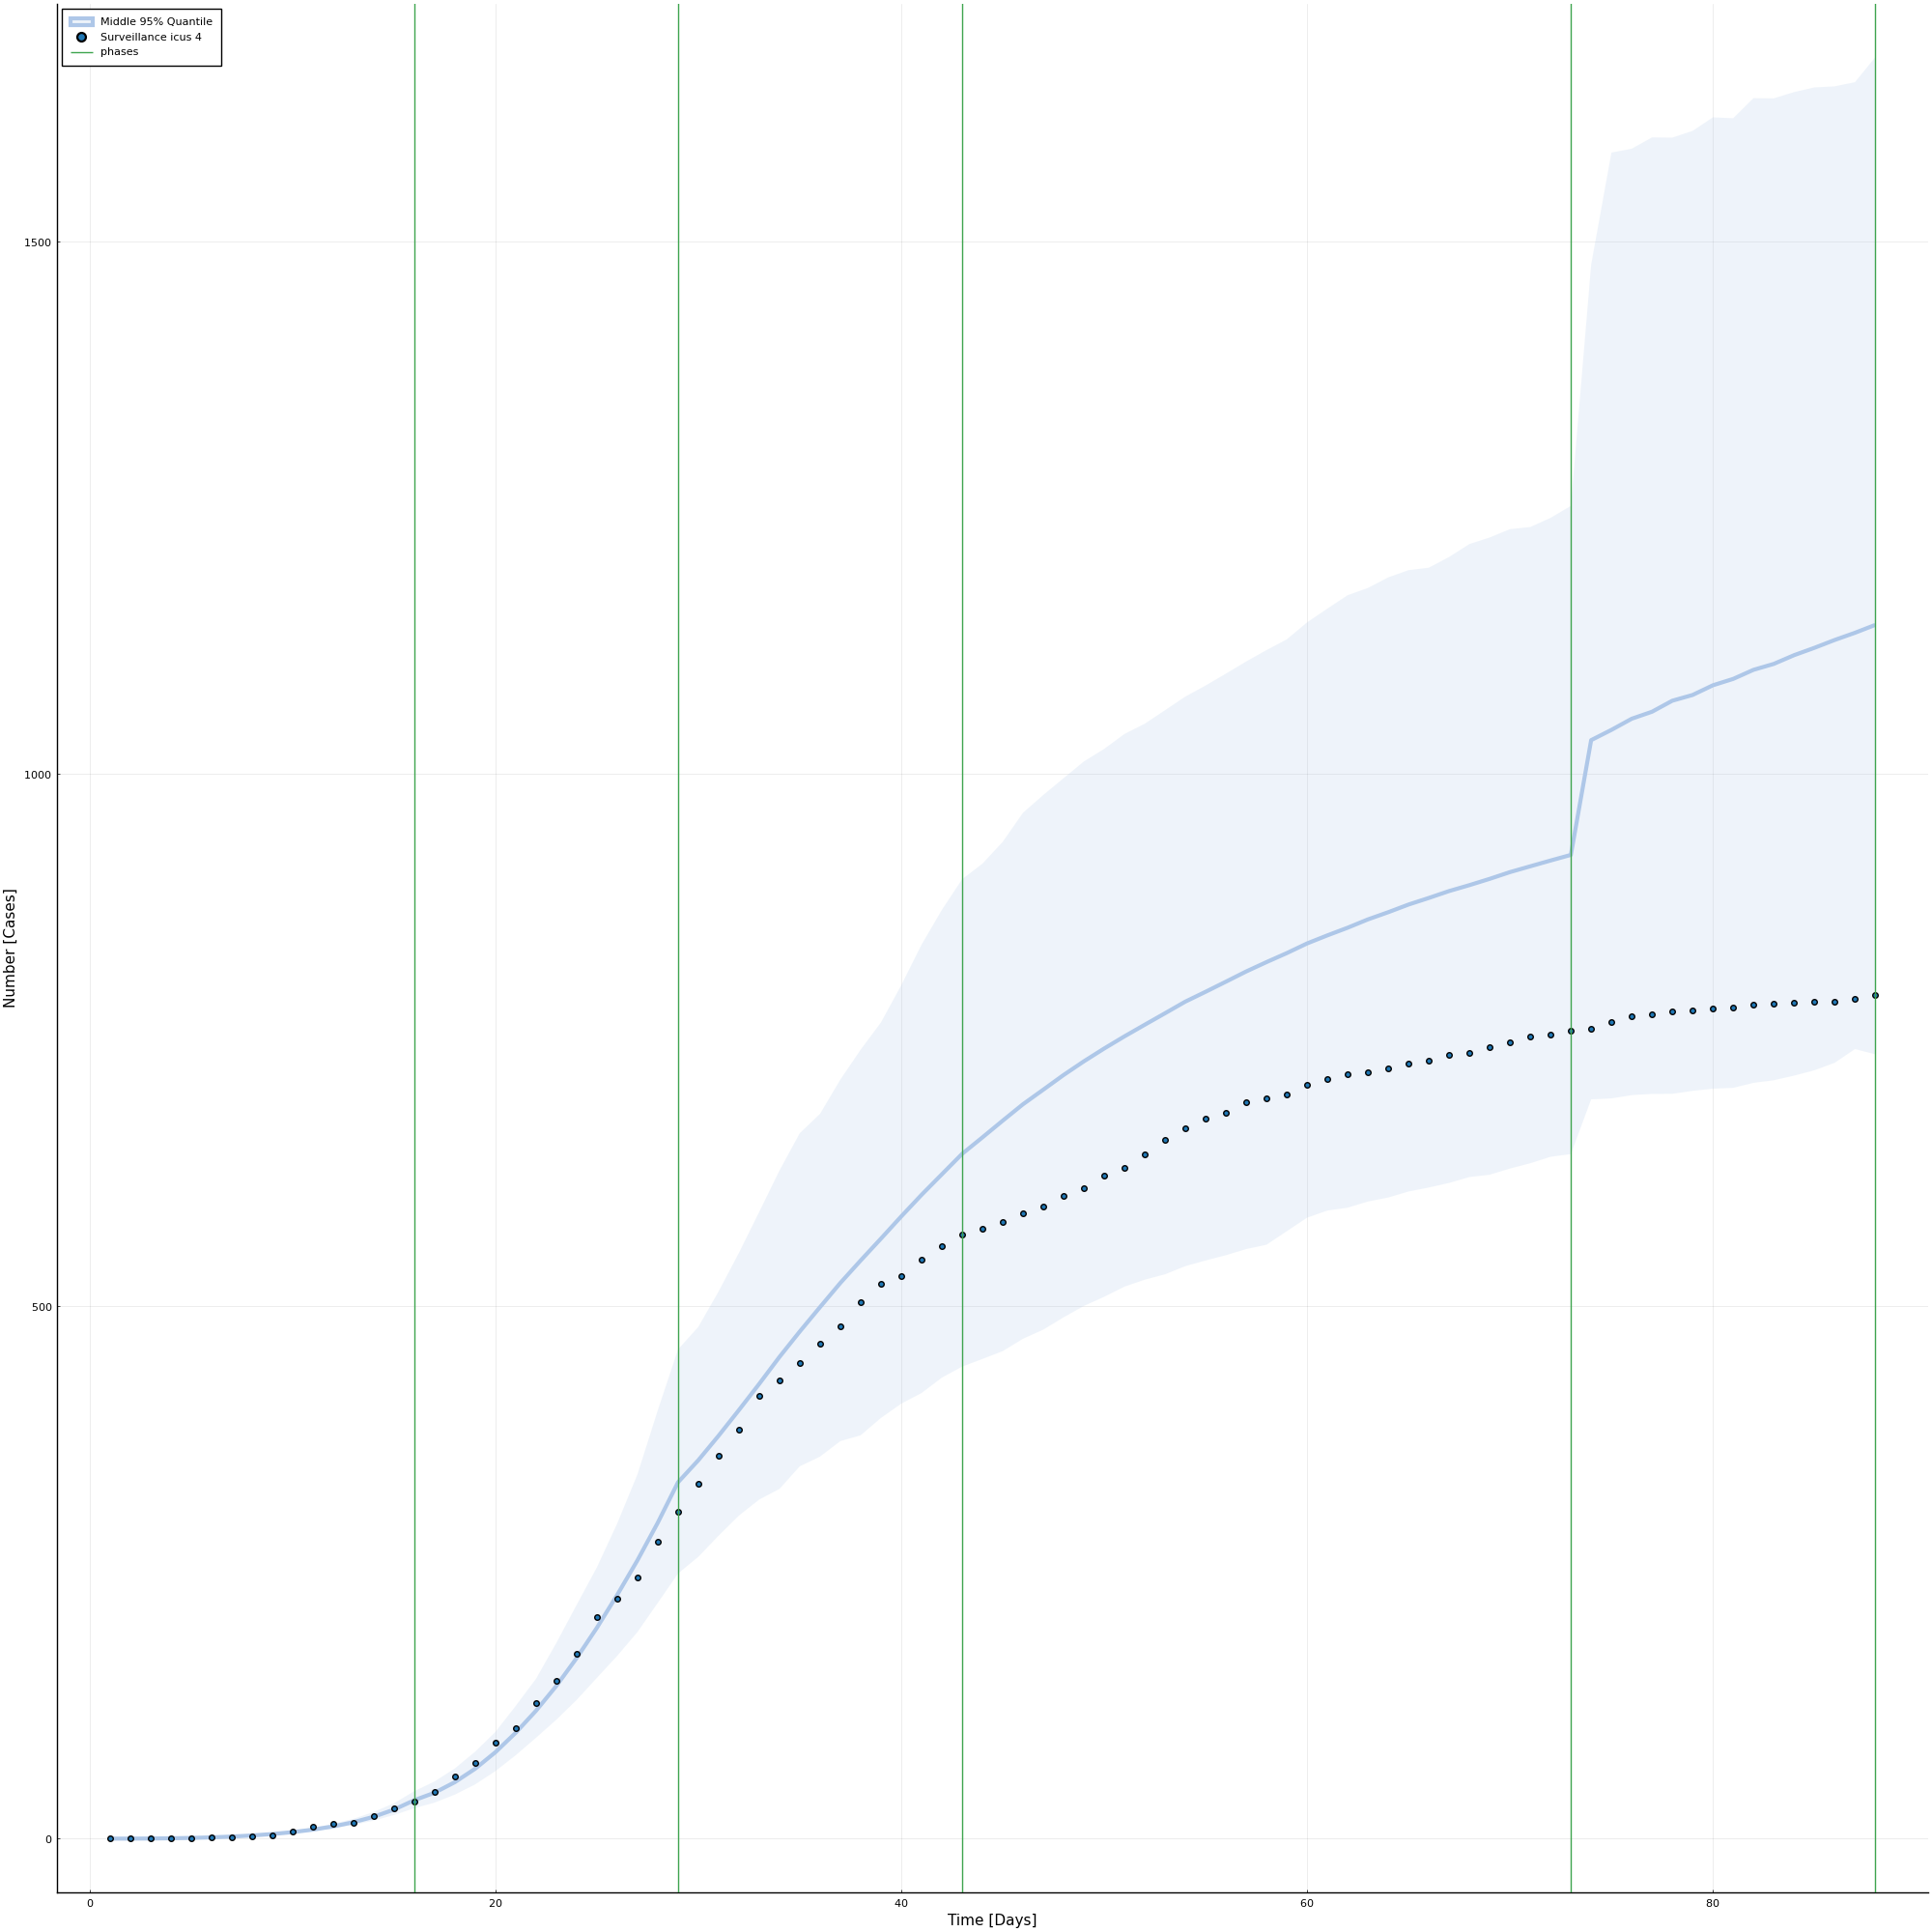 Middle 95% Quantile
Surveillance icus 4
phases
1500
1000
500
0
Number [Cases]
0 20 40 60 80
Time [Days]